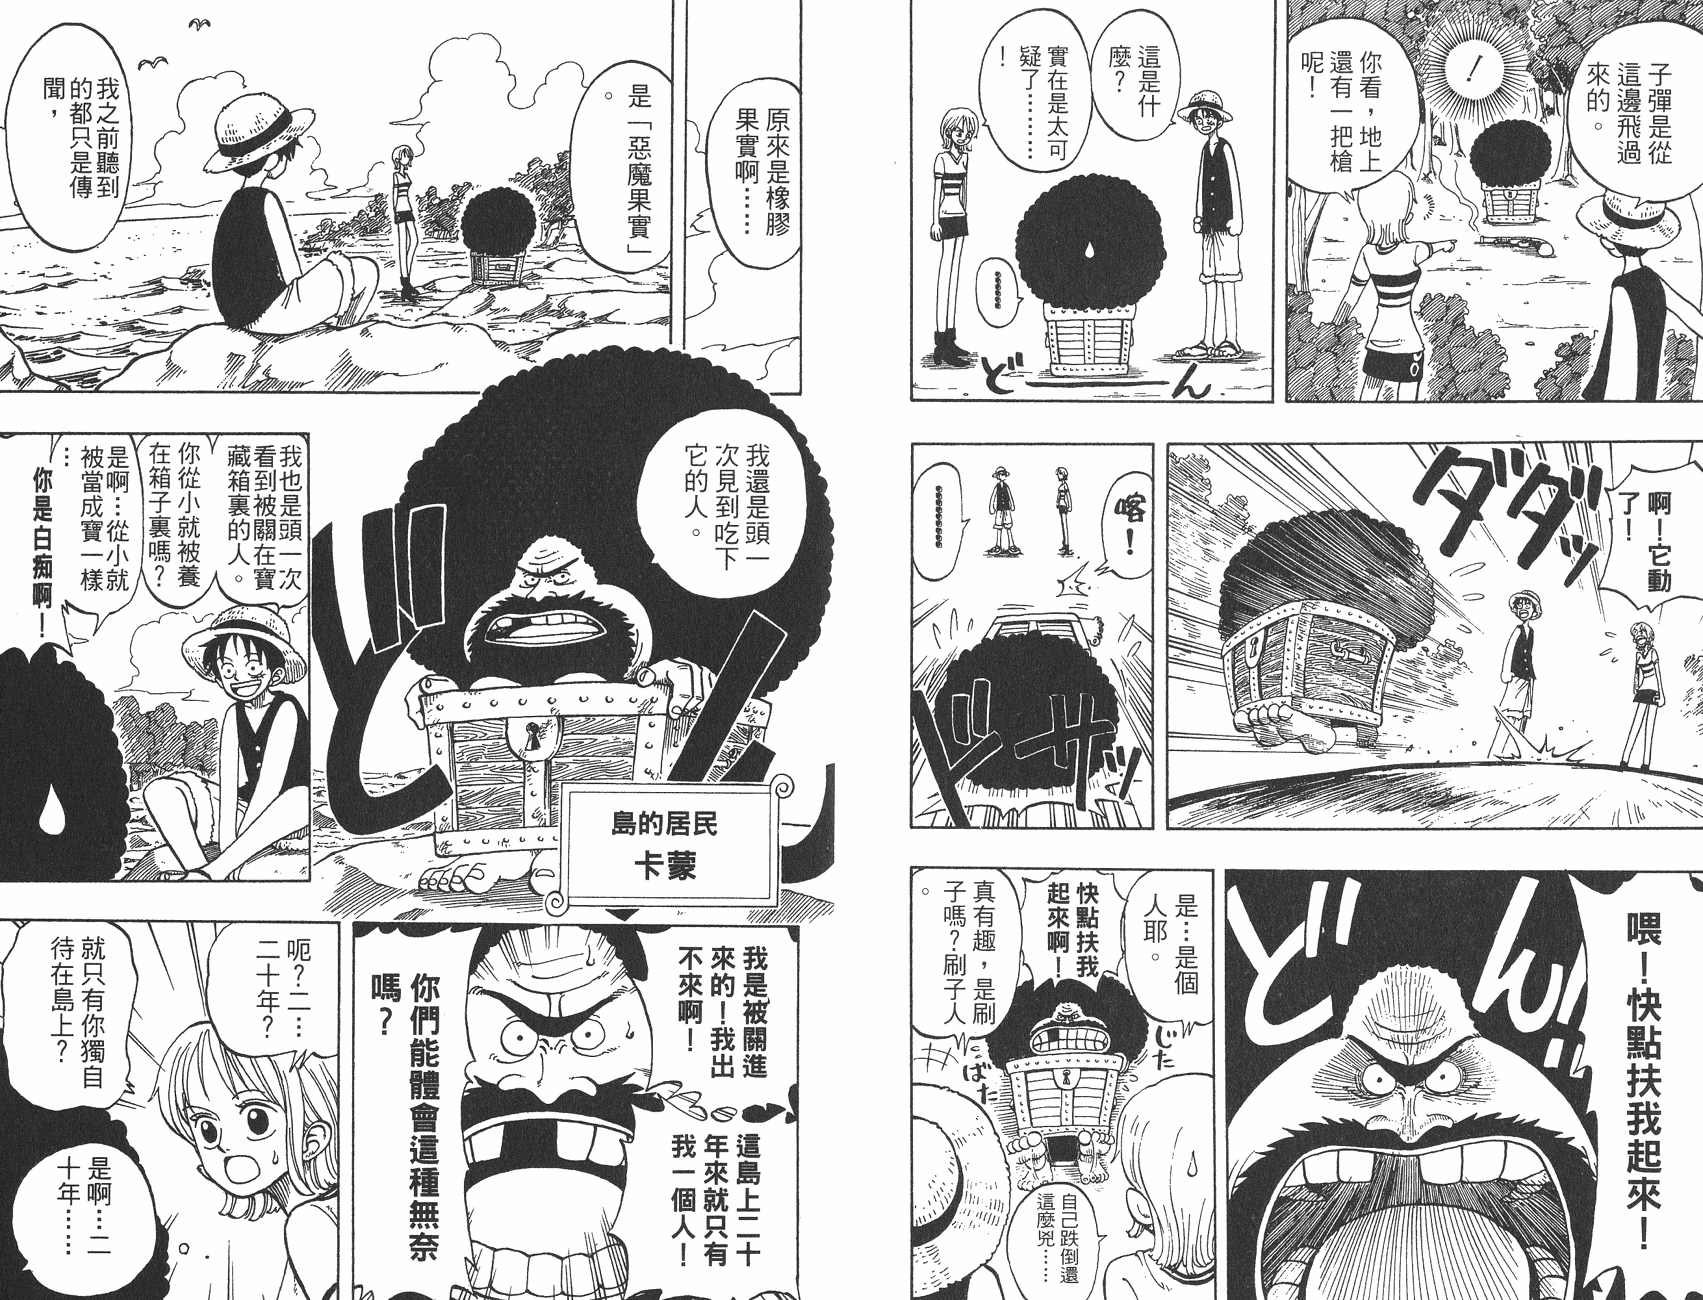 子彈是從
這邊飛過
來的。
！
你看，地上
還有一把槍
呢！
這是什
麼？
實在是太可
疑了………
！
ど
ん
啊！它動
了！
ダダッ
喀！
ドサッ
喂！快點扶我起來！
どん!!
是…是個
人耶。
快點扶我
起來啊！
真有趣，是刷
子嗎？刷子人
。
じた
ばた
自己跌倒還
這麼兇……
原來是橡膠
果實啊……
是「惡魔果實」
。
我之前聽到
的都只是傳
聞，
我還是頭一
次見到吃下
它的人。
ど
ん
島的居民
卡蒙
我也是頭一次
看到被關在寶
藏箱裏的人。
你從小就被養
在箱子裏嗎？
是啊…從小就
被當成寶一樣
…
你是白痴啊！
我是被關進
來的！我出
不來啊！
你們能體會這種無奈
嗎？
這島上二十
年來就只有
我一個人！
呃？二…
二十年？
就只有你獨自
待在島上？
是啊…二
十年……